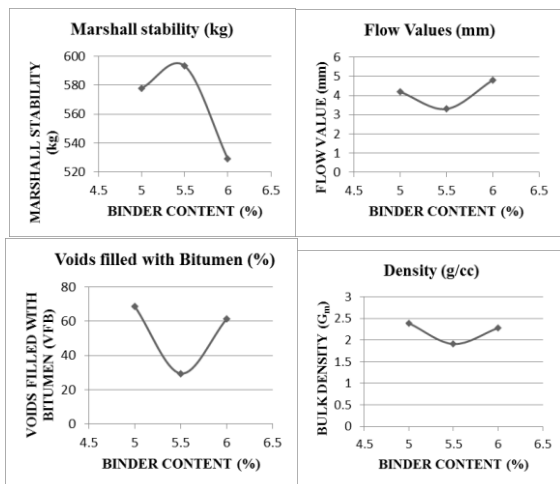 Marshall stability (kg)
MARSHALL STABILITY
(kg)
600
580
560
540
520
4.5 5 5.5 6 6.5
BINDER CONTENT (%)
Flow Values (mm)
FLOW VALUE (mm)
6
5
4
3
2
1
0
4.5 5 5.5 6 6.5
BINDER CONTENT (%)
Voids filled with Bitumen (%)
VOIDS FILLED WITH
BITUMEN (VFB)
80
60
40
20
0
4.5 5 5.5 6 6.5
BINDER CONTENT (%)
Density (g/cc)
BULK DENSITY (Gm)
3
2.5
2
1.5
1
0.5
0
4.5 5 5.5 6 6.5
BINDER CONTENT (%)